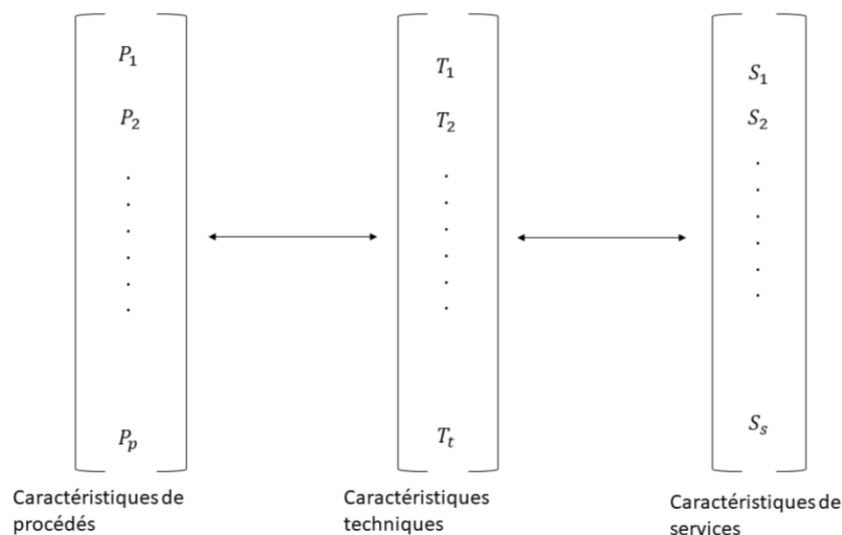 P₁
P₂
.
.
.
.
.
.
Pₚ
Caractéristiques de
procédés
T₁
T₂
.
.
.
.
.
.
Tₜ
Caractéristiques
techniques
S₁
S₂
.
.
.
.
.
.
Sₛ
Caractéristiques de
services